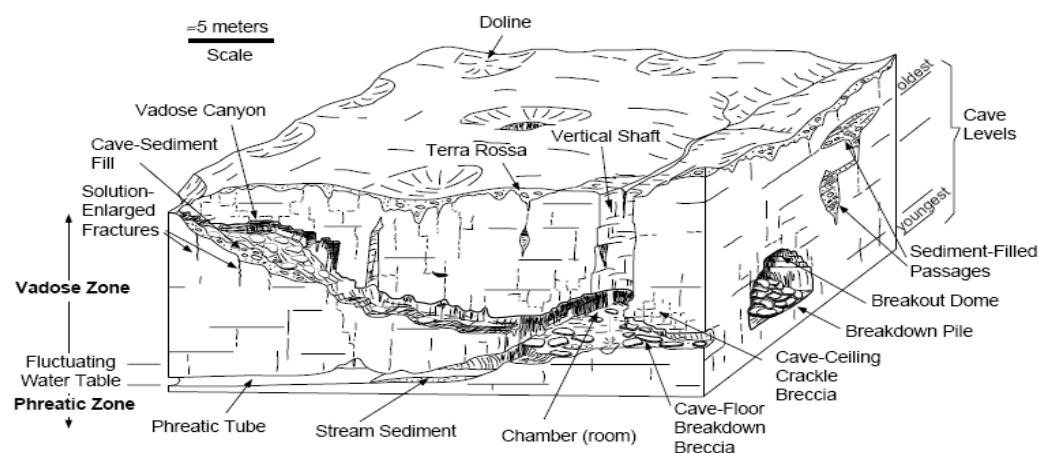 ≈5 meters
Scale
Doline
Vadose Canyon
Cave-Sediment
Fill
Solution-
Enlarged
Fractures
Terra Rossa
Vertical Shaft
oldest
youngest
Cave
Levels
Sediment-Filled
Passages
Breakout Dome
Breakdown Pile
Vadose Zone
Fluctuating
Water Table
Phreatic Zone
Phreatic Tube
Stream Sediment
Chamber (room)
Cave-Floor
Breakdown
Breccia
Cave-Ceiling
Crackle
Breccia